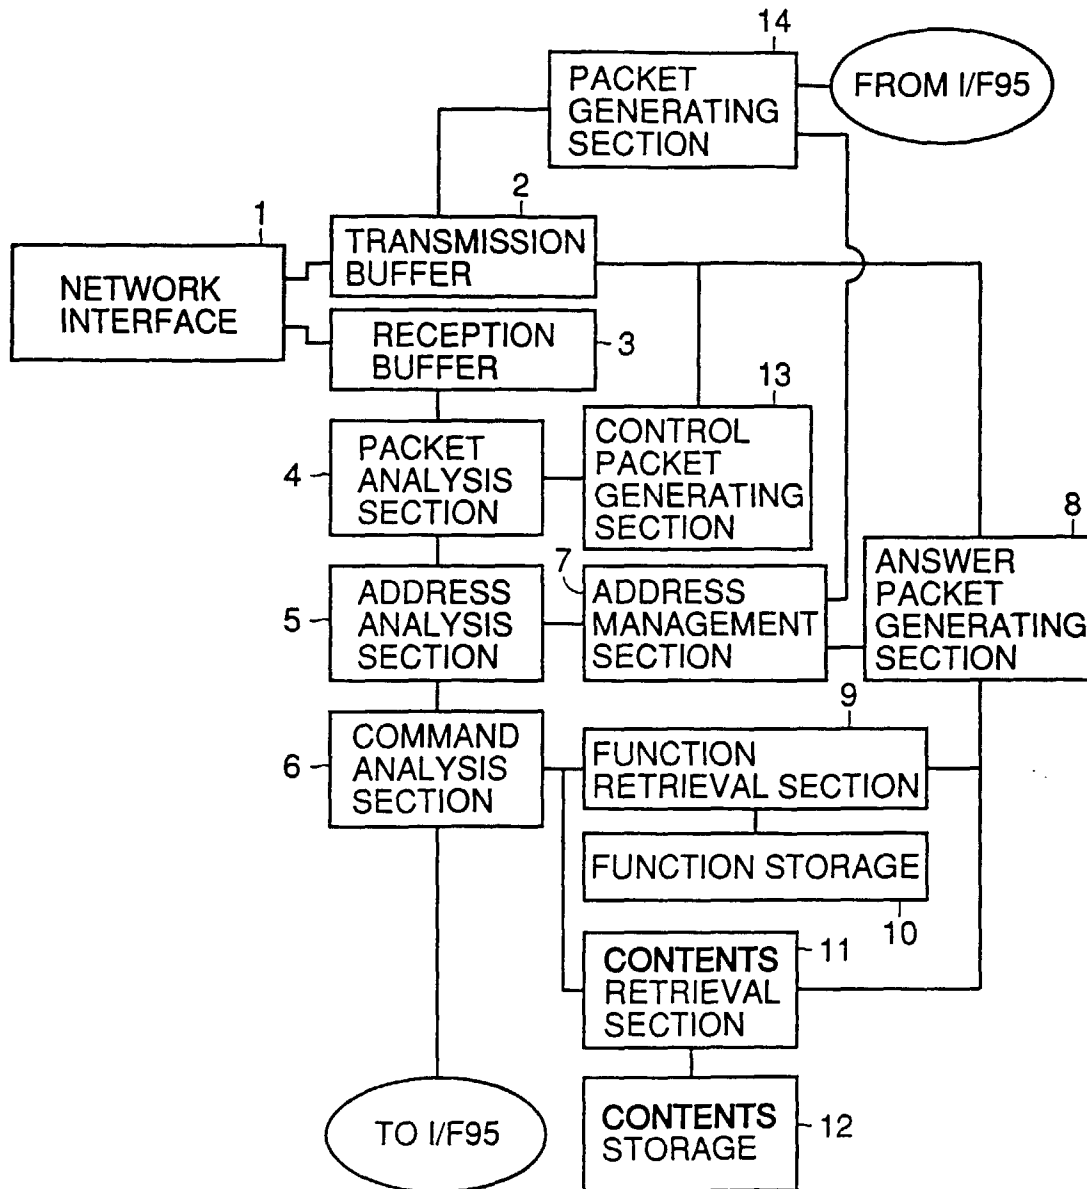 14
PACKET
GENERATING
SECTION
FROM I/F95
1
NETWORK
INTERFACE
2
TRANSMISSION
BUFFER
RECEPTION
BUFFER
3
4
PACKET
ANALYSIS
SECTION
13
CONTROL
PACKET
GENERATING
SECTION
5
ADDRESS
ANALYSIS
SECTION
7
ADDRESS
MANAGEMENT
SECTION
8
ANSWER
PACKET
GENERATING
SECTION
6
COMMAND
ANALYSIS
SECTION
9
FUNCTION
RETRIEVAL SECTION
FUNCTION STORAGE
10
CONTENTS
RETRIEVAL
SECTION
11
TO I/F95
CONTENTS
STORAGE
12